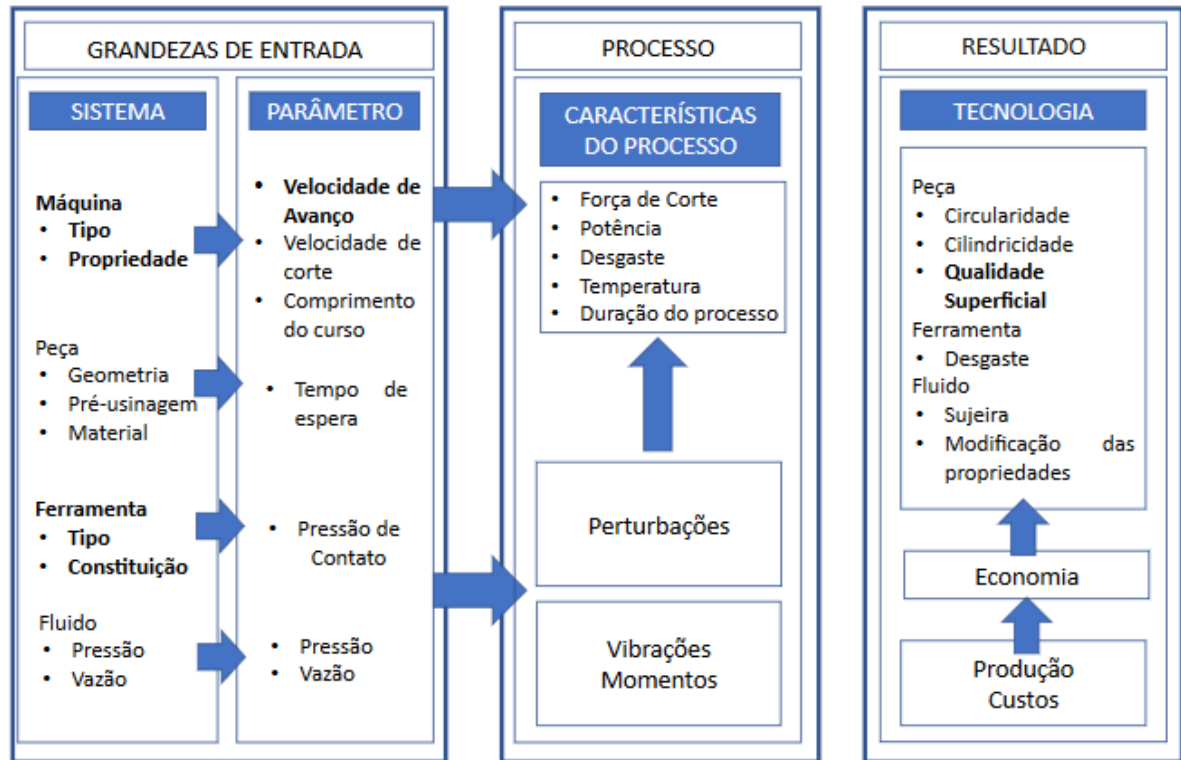 GRANDEZAS DE ENTRADA
SISTEMA
Máquina
• Tipo
• Propriedade
Peça
• Geometria
• Pré-usinagem
• Material
Ferramenta
• Tipo
• Constituição
Fluido
• Pressão
• Vazão
PARÂMETRO
• Velocidade de
Avanço
• Velocidade de
corte
• Comprimento
do curso
• Tempo de
espera
• Pressão de
Contato
• Pressão
• Vazão
PROCESSO
CARACTERÍSTICAS
DO PROCESSO
• Força de Corte
• Potência
• Desgaste
• Temperatura
• Duração do processo
Perturbações
Vibrações
Momentos
RESULTADO
TECNOLOGIA
Peça
• Circularidade
• Cilindricidade
• Qualidade
Superficial
Ferramenta
• Desgaste
Fluido
• Sujeira
• Modificação das
propriedades
Economia
Produção
Custos